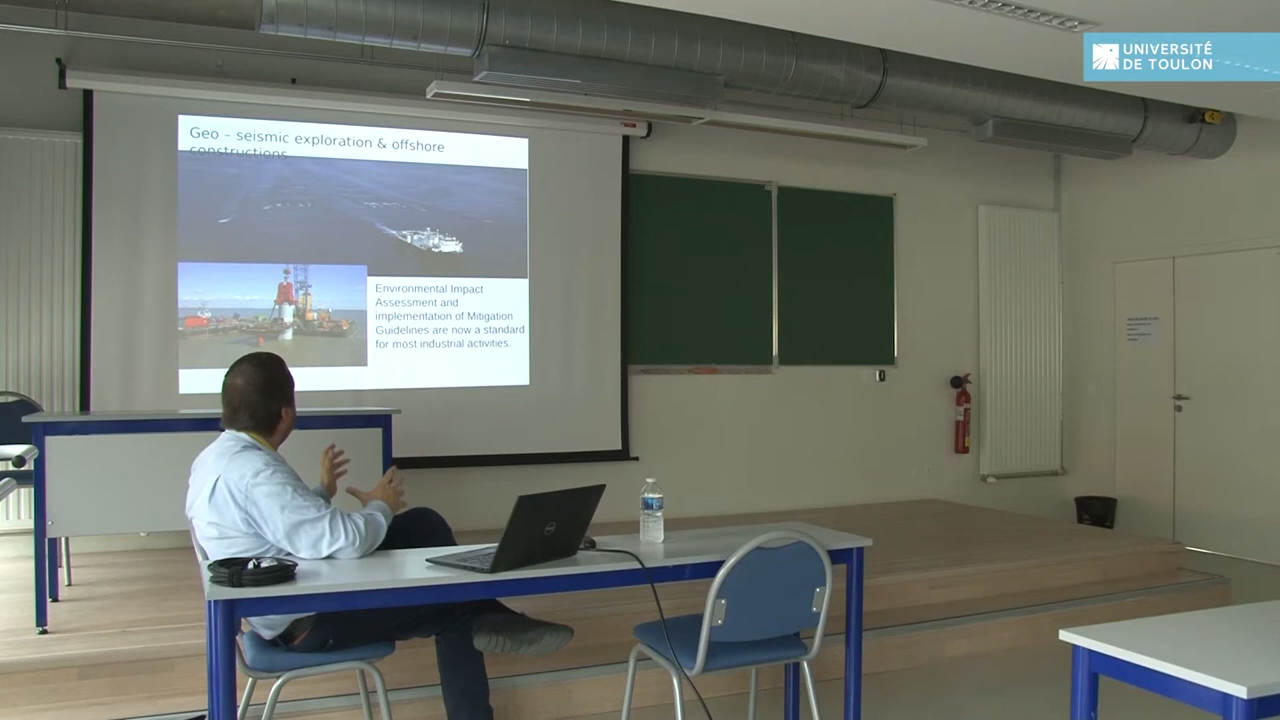 UNIVERSITÉ
DE TOULON
Geo – seismic exploration & offshore
constructions
Environmental Impact
Assessment and
implementation of Mitigation
Guidelines are now a standard
for most industrial activities.
DELL